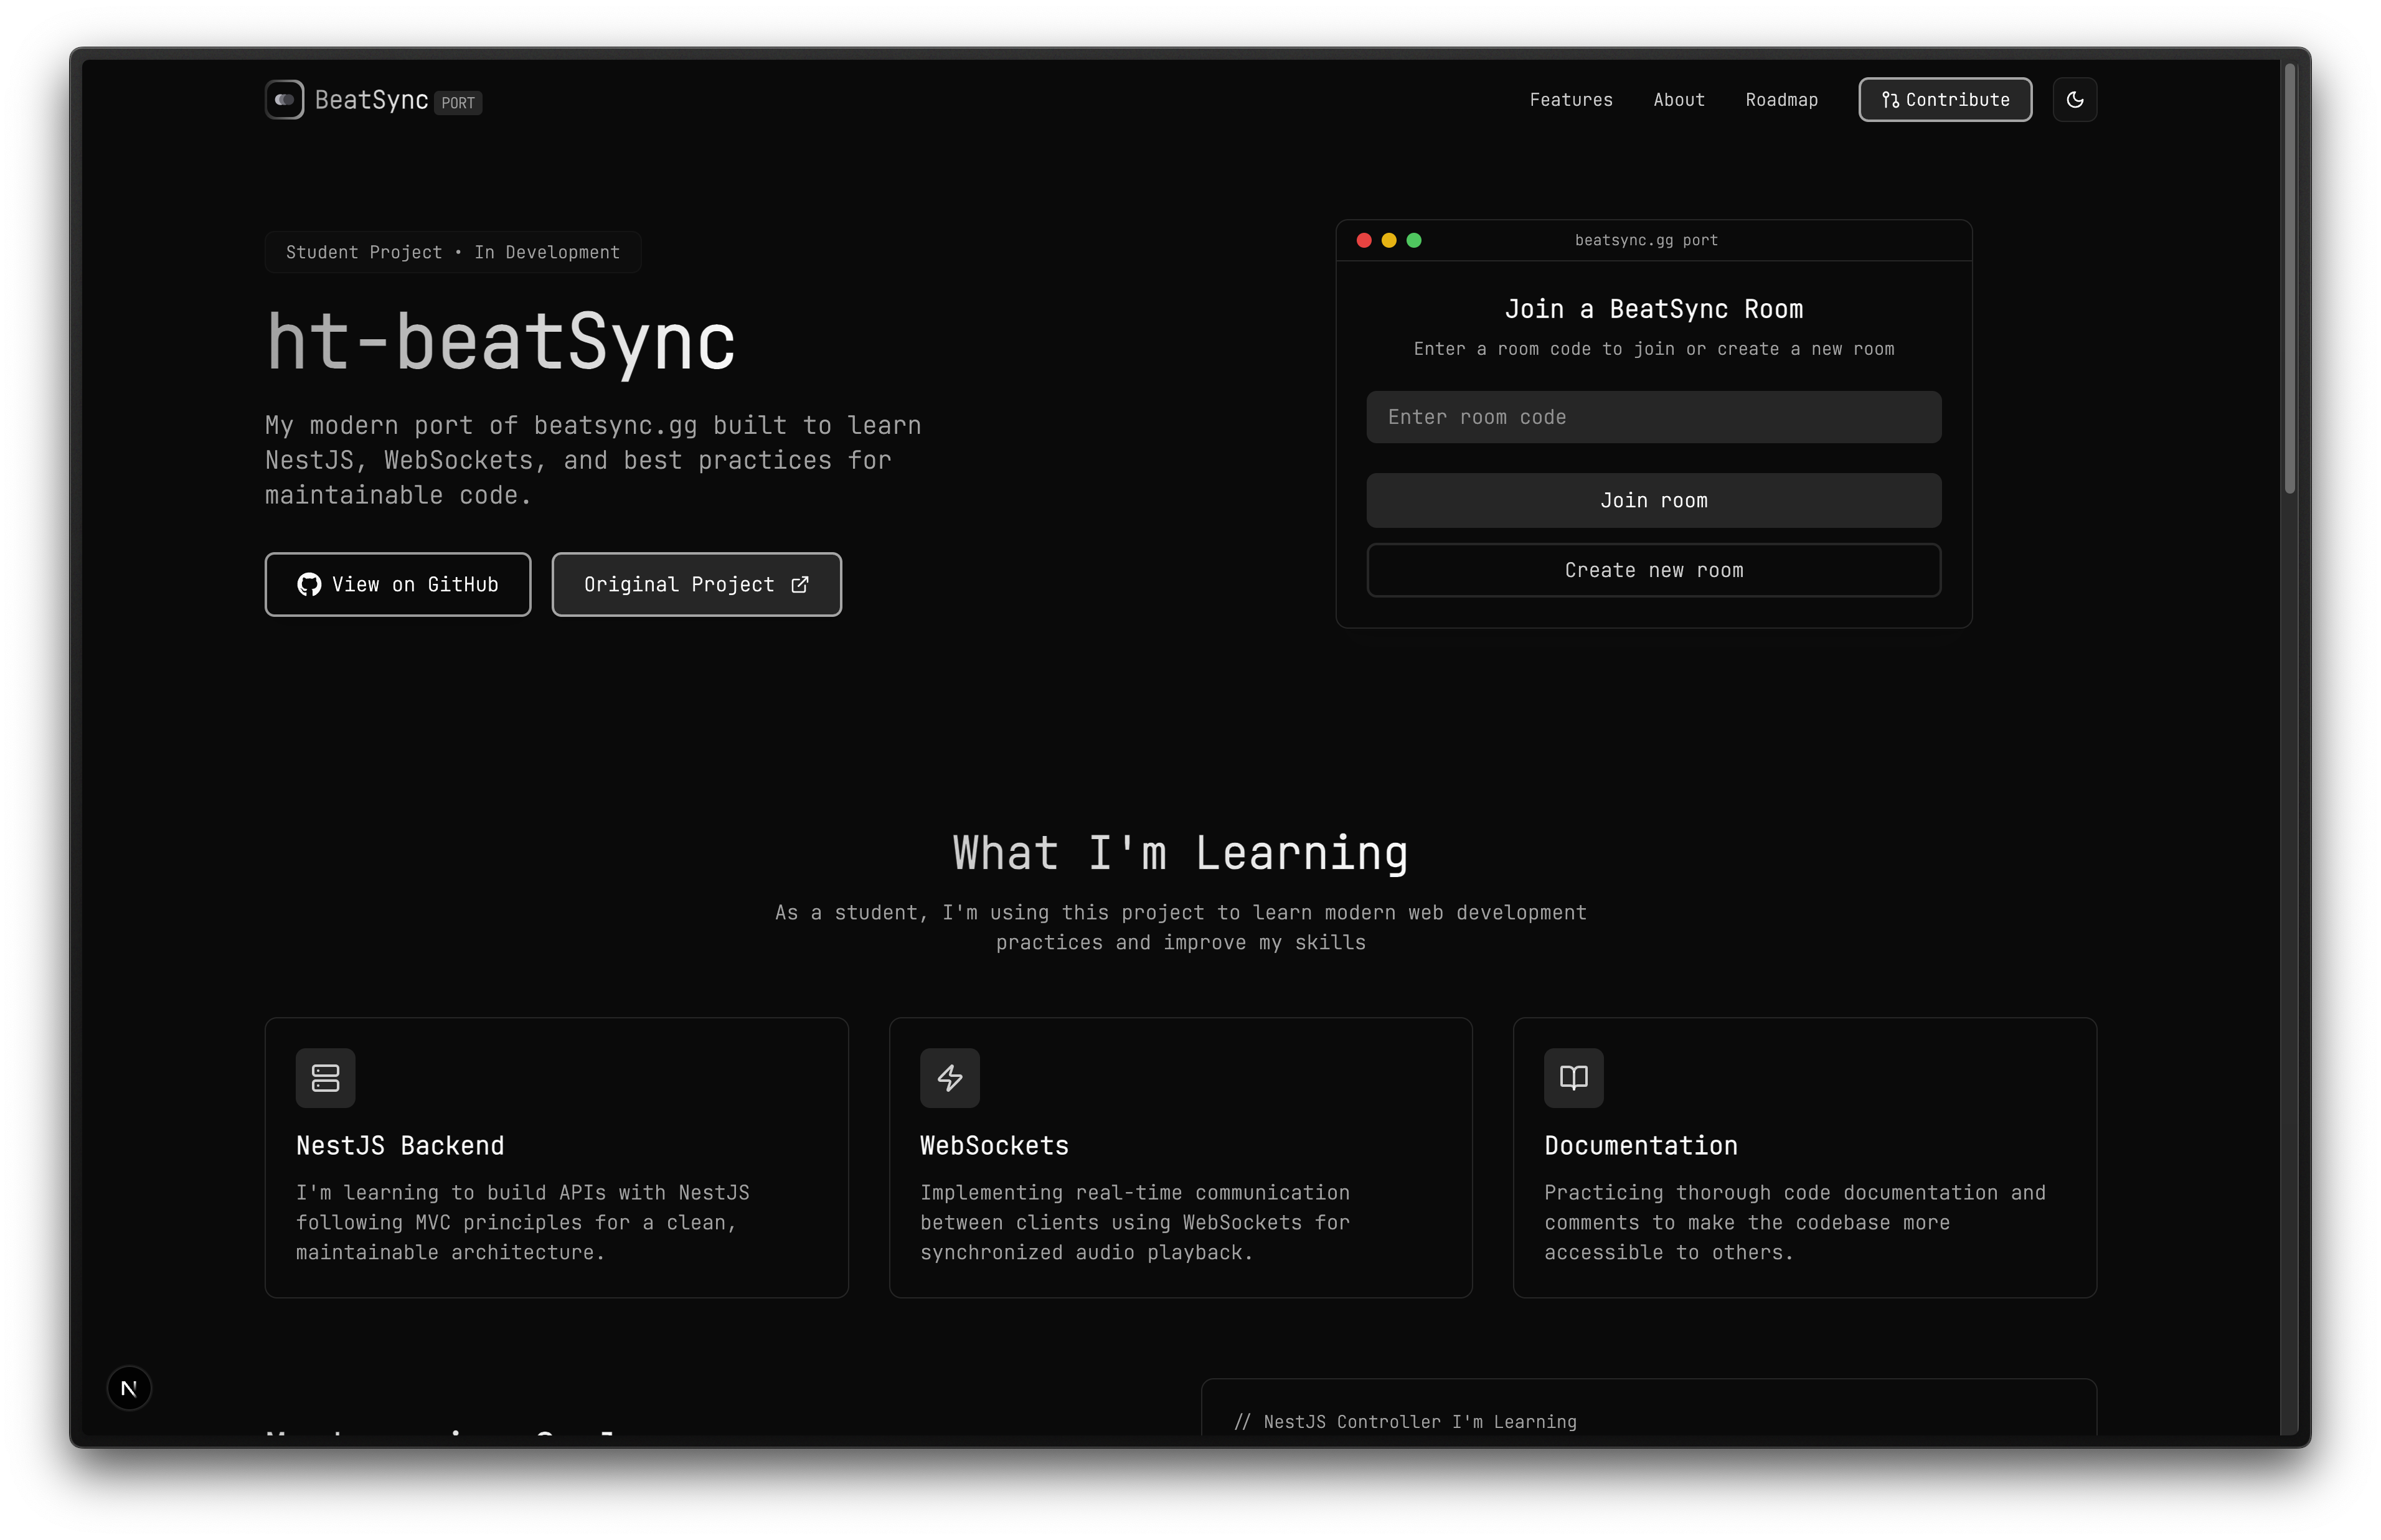 BeatSync PORT
Features About Roadmap Contribute
Student Project • In Development
ht-beatSync
My modern port of beatsync.gg built to learn
NestJS, WebSockets, and best practices for
maintainable code.
View on GitHub Original Project
beatsync.gg port
Join a BeatSync Room
Enter a room code to join or create a new room
Enter room code
Join room
Create new room
What I'm Learning
As a student, I'm using this project to learn modern web development
practices and improve my skills
NestJS Backend
I'm learning to build APIs with NestJS
following MVC principles for a clean,
maintainable architecture.
WebSockets
Implementing real-time communication
between clients using WebSockets for
synchronized audio playback.
Documentation
Practicing thorough code documentation and
comments to make the codebase more
accessible to others.
N
// NestJS Controller I'm Learning